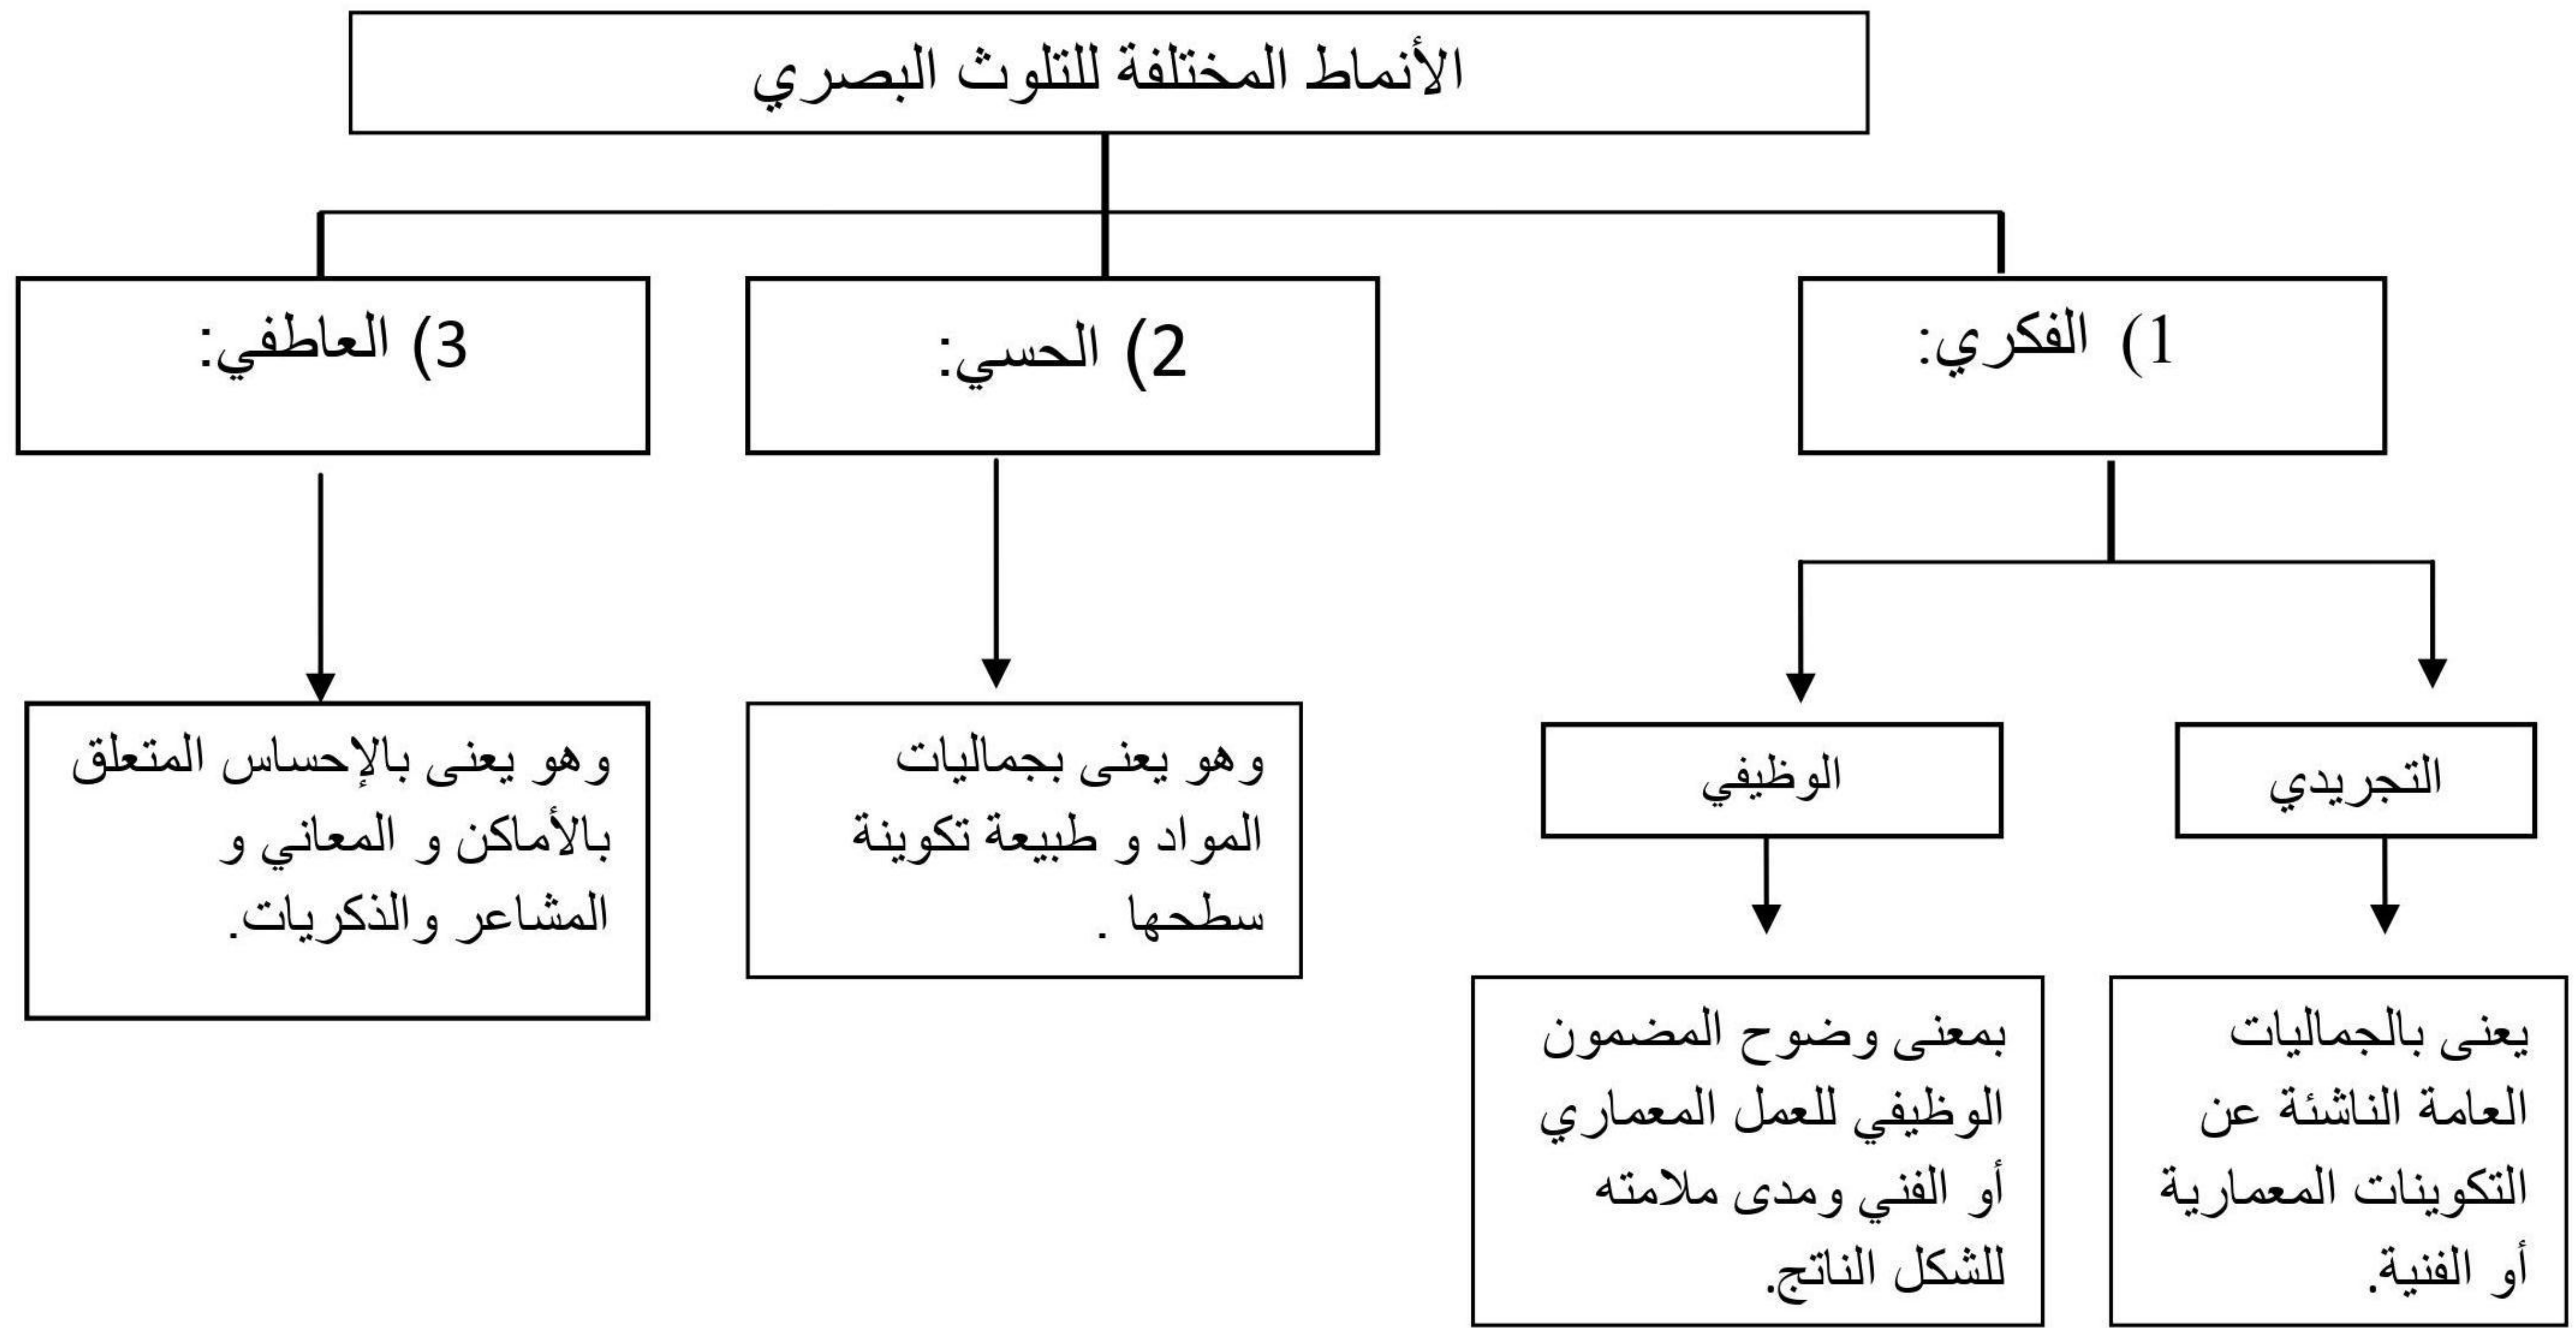 الأنماط المختلفة للتلوث البصري
1) الفكري:
2) الحسي:
3) العاطفي:
التجريدي
الوظيفي
وهو يعنى بجماليات
المواد و طبيعة تكوينة
سطحها .
وهو يعنى بالإحساس المتعلق
بالأماكن و المعاني و
المشاعر والذكريات.
يعنى بالجماليات
العامة الناشئة عن
التكوينات المعمارية
أو الفنية.
بمعنى وضوح المضمون
الوظيفي للعمل المعماري
أو الفني ومدى ملامته
للشكل الناتج.